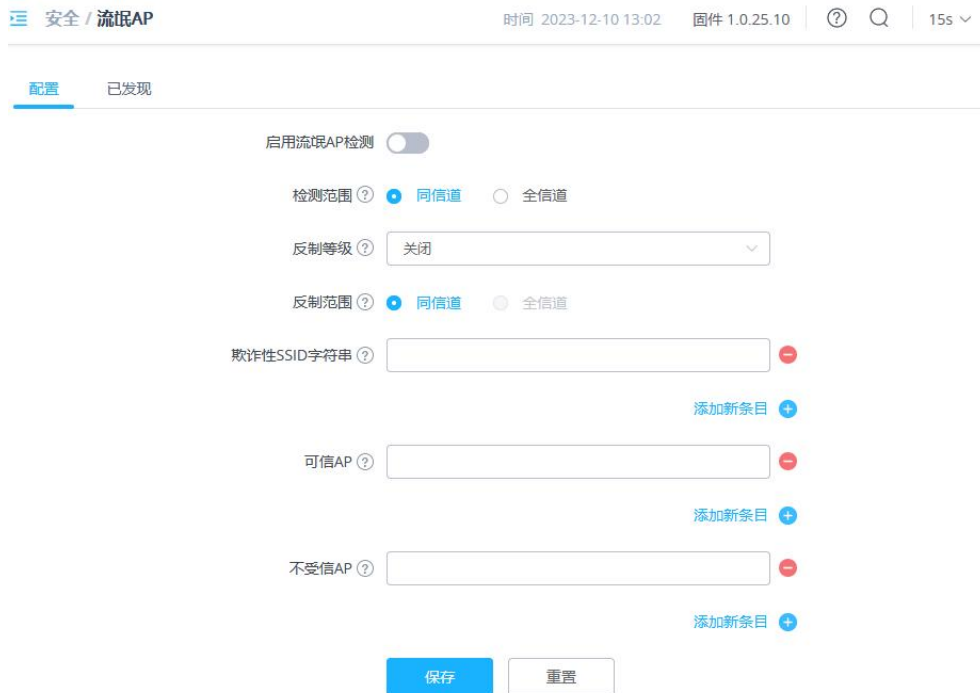 安全 / 流氓AP 时间 2023-12-10 13:02 固件 1.0.25.10 15s
配置 已发现
启用流氓AP检测
检测范围 同信道 全信道
反制等级 关闭
反制范围 同信道 全信道
欺诈性SSID字符串
添加新条目
可信AP
添加新条目
不受信AP
添加新条目
保存 重置